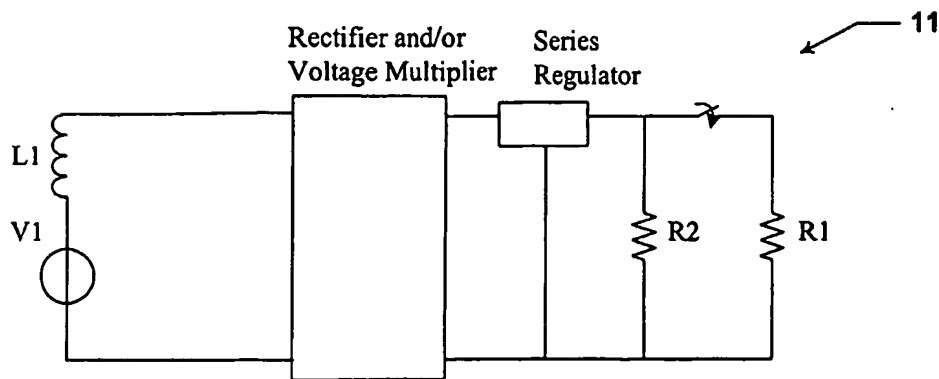 11
Rectifier and/or
Voltage Multiplier
Series
Regulator
L1
V1
R2
R1